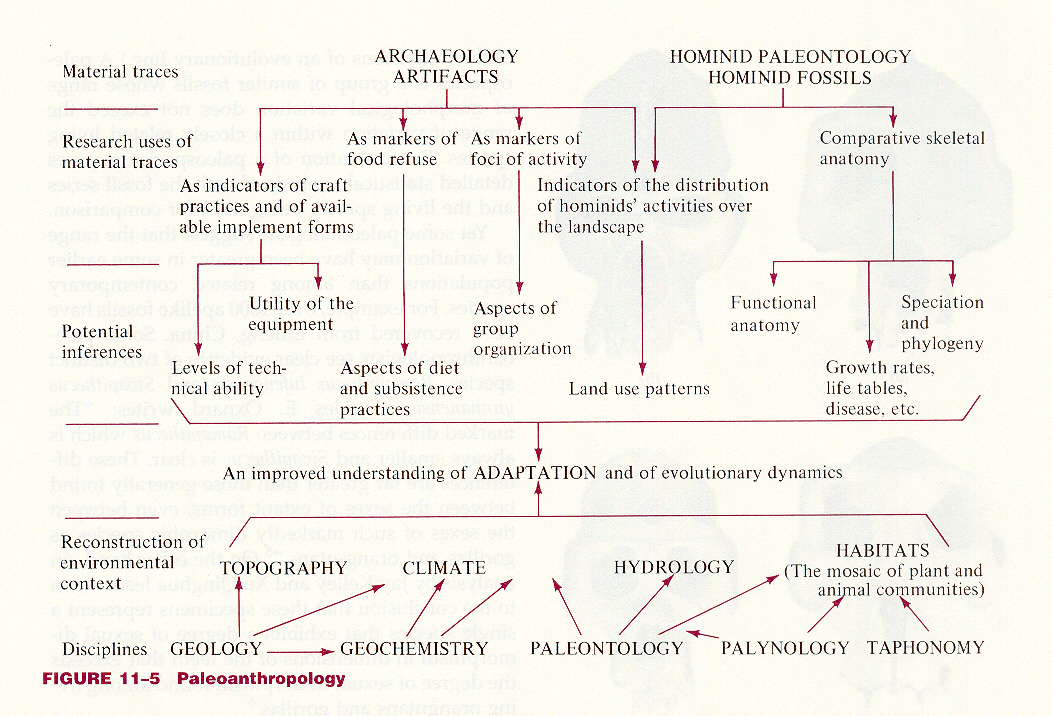 Material traces
ARCHAEOLOGY
ARTIFACTS
HOMINID PALEONTOLOGY
HOMINID FOSSILS
Research uses of
material traces
As markers of
food refuse
As markers of
foci of activity
Comparative skeletal
anatomy
As indicators of craft
practices and of avail-
able implement forms
Indicators of the distribution
of hominids' activities over
the landscape
Potential
inferences
Utility of the
equipment
Aspects of
group
organization
Functional
anatomy
Speciation
and
phylogeny
Levels of tech-
nical ability
Aspects of diet
and subsistence
practices
Land use patterns
Growth rates,
life tables,
disease, etc.
An improved understanding of ADAPTATION and of evolutionary dynamics
Reconstruction of
environmental
context
TOPOGRAPHY
CLIMATE
HYDROLOGY
HABITATS
(The mosaic of plant and
animal communities)
Disciplines
GEOLOGY
GEOCHEMISTRY
PALEONTOLOGY
PALYNOLOGY
TAPHONOMY
FIGURE 11–5 Paleoanthropology